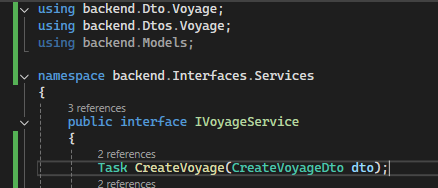 using backend.Dto.Voyage;
using backend.Dtos.Voyage;
using backend.Models;
namespace backend.Interfaces.Services
{
3 references
public interface IVoyageService
{
2 references
Task CreateVoyage(CreateVoyageDto dto);
2 references